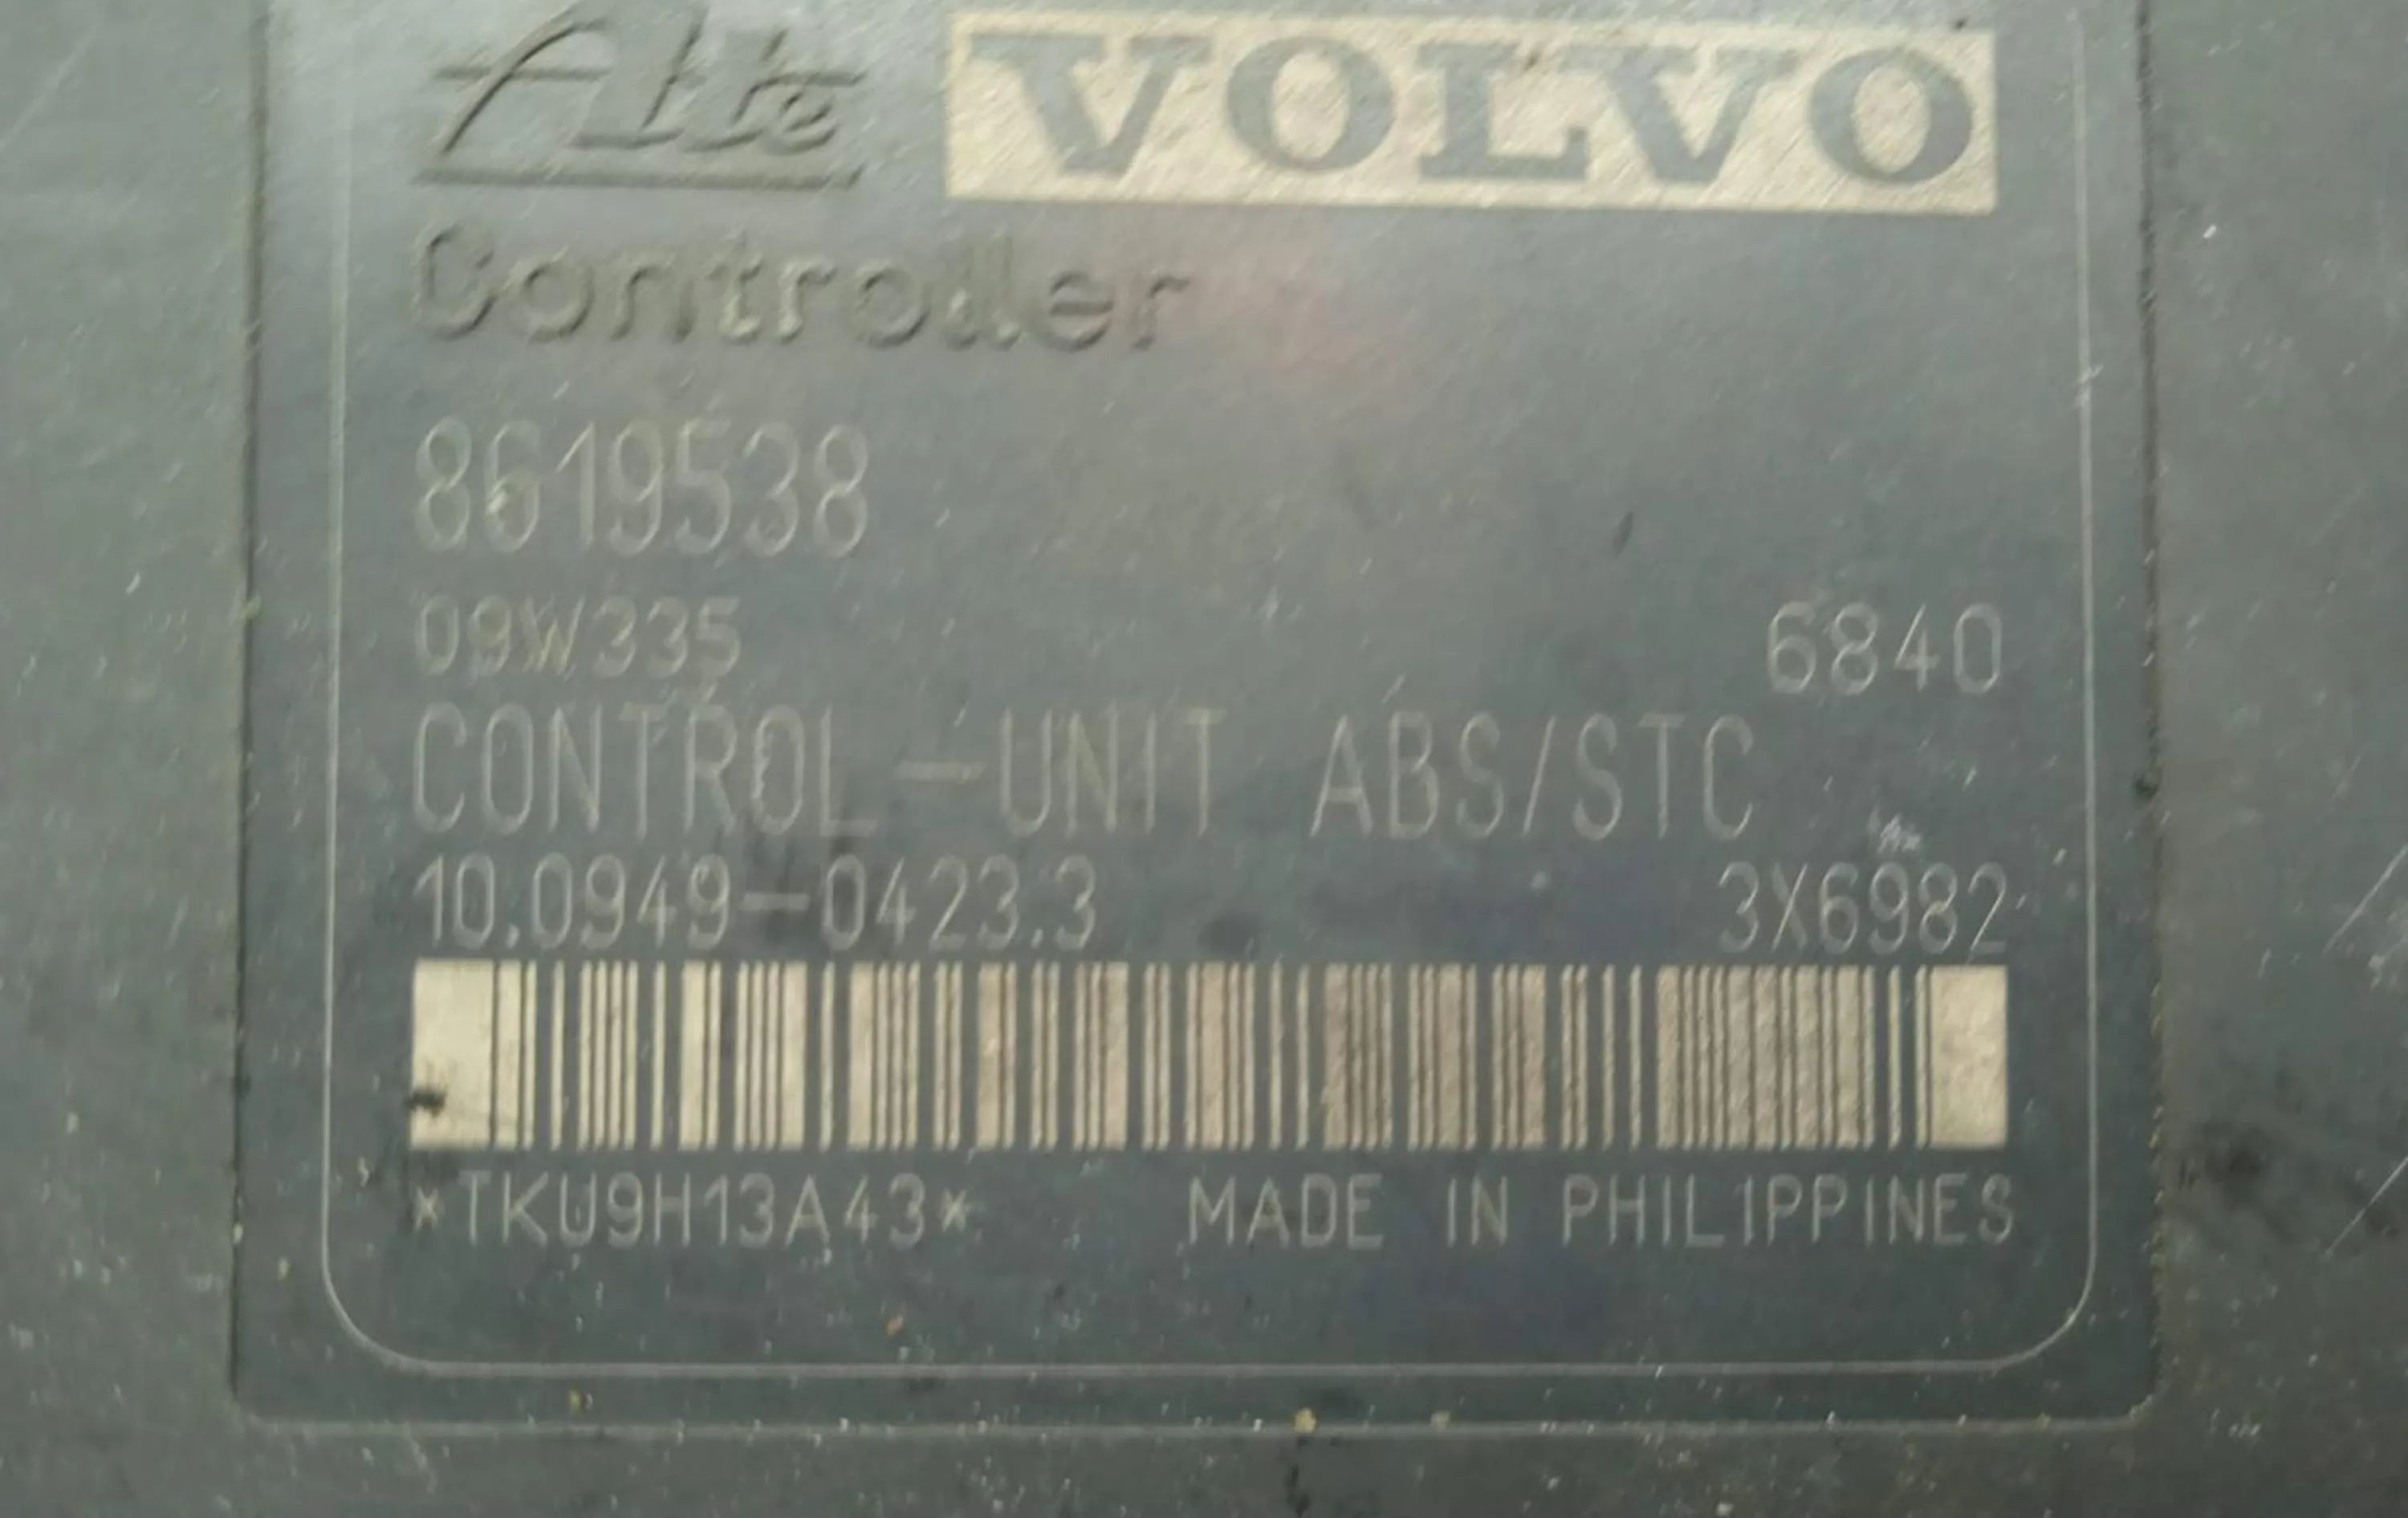 Ate VOLVO
Controller
8619538
09W335 6840
CONTROL-UNIT ABS/STC
10.0949-0423.3 3X6982
*TKU9H13A43* MADE IN PHILIPPINES